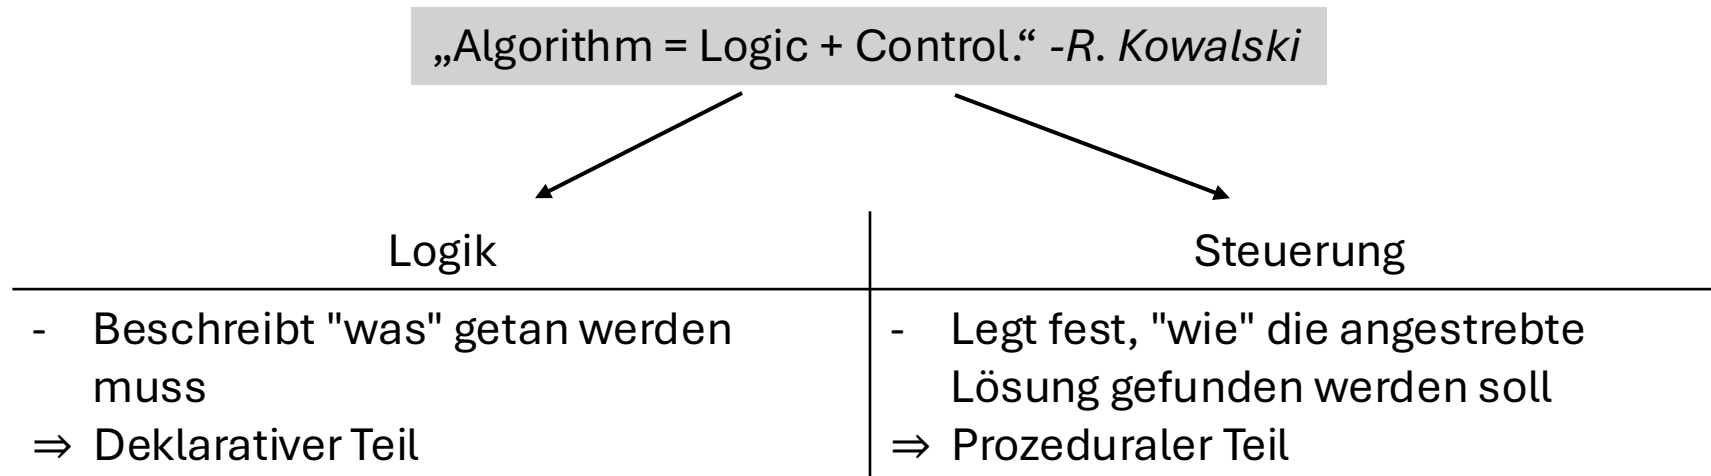 „Algorithm = Logic + Control.“ -R. Kowalski
Logik
Steuerung
- Beschreibt "was" getan werden
muss
⇒ Deklarativer Teil
- Legt fest, "wie" die angestrebte
Lösung gefunden werden soll
⇒ Prozeduraler Teil